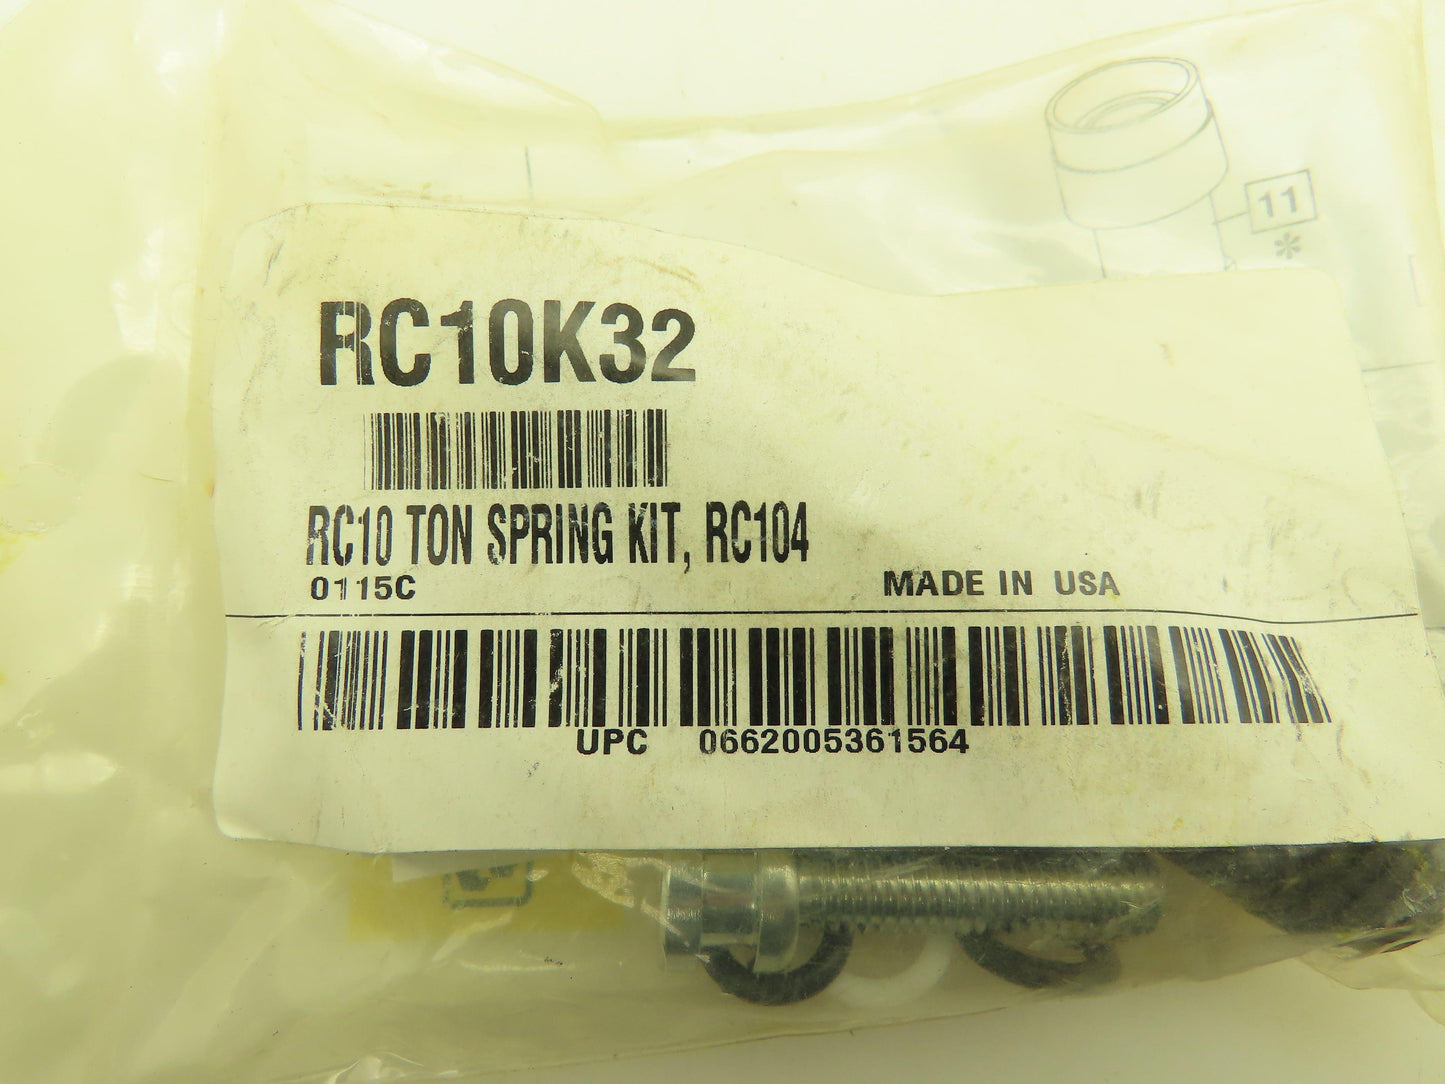 11
*
RC10K32
RC10 TON SPRING KIT, RC104
0115C MADE IN USA
UPC 0662005361564